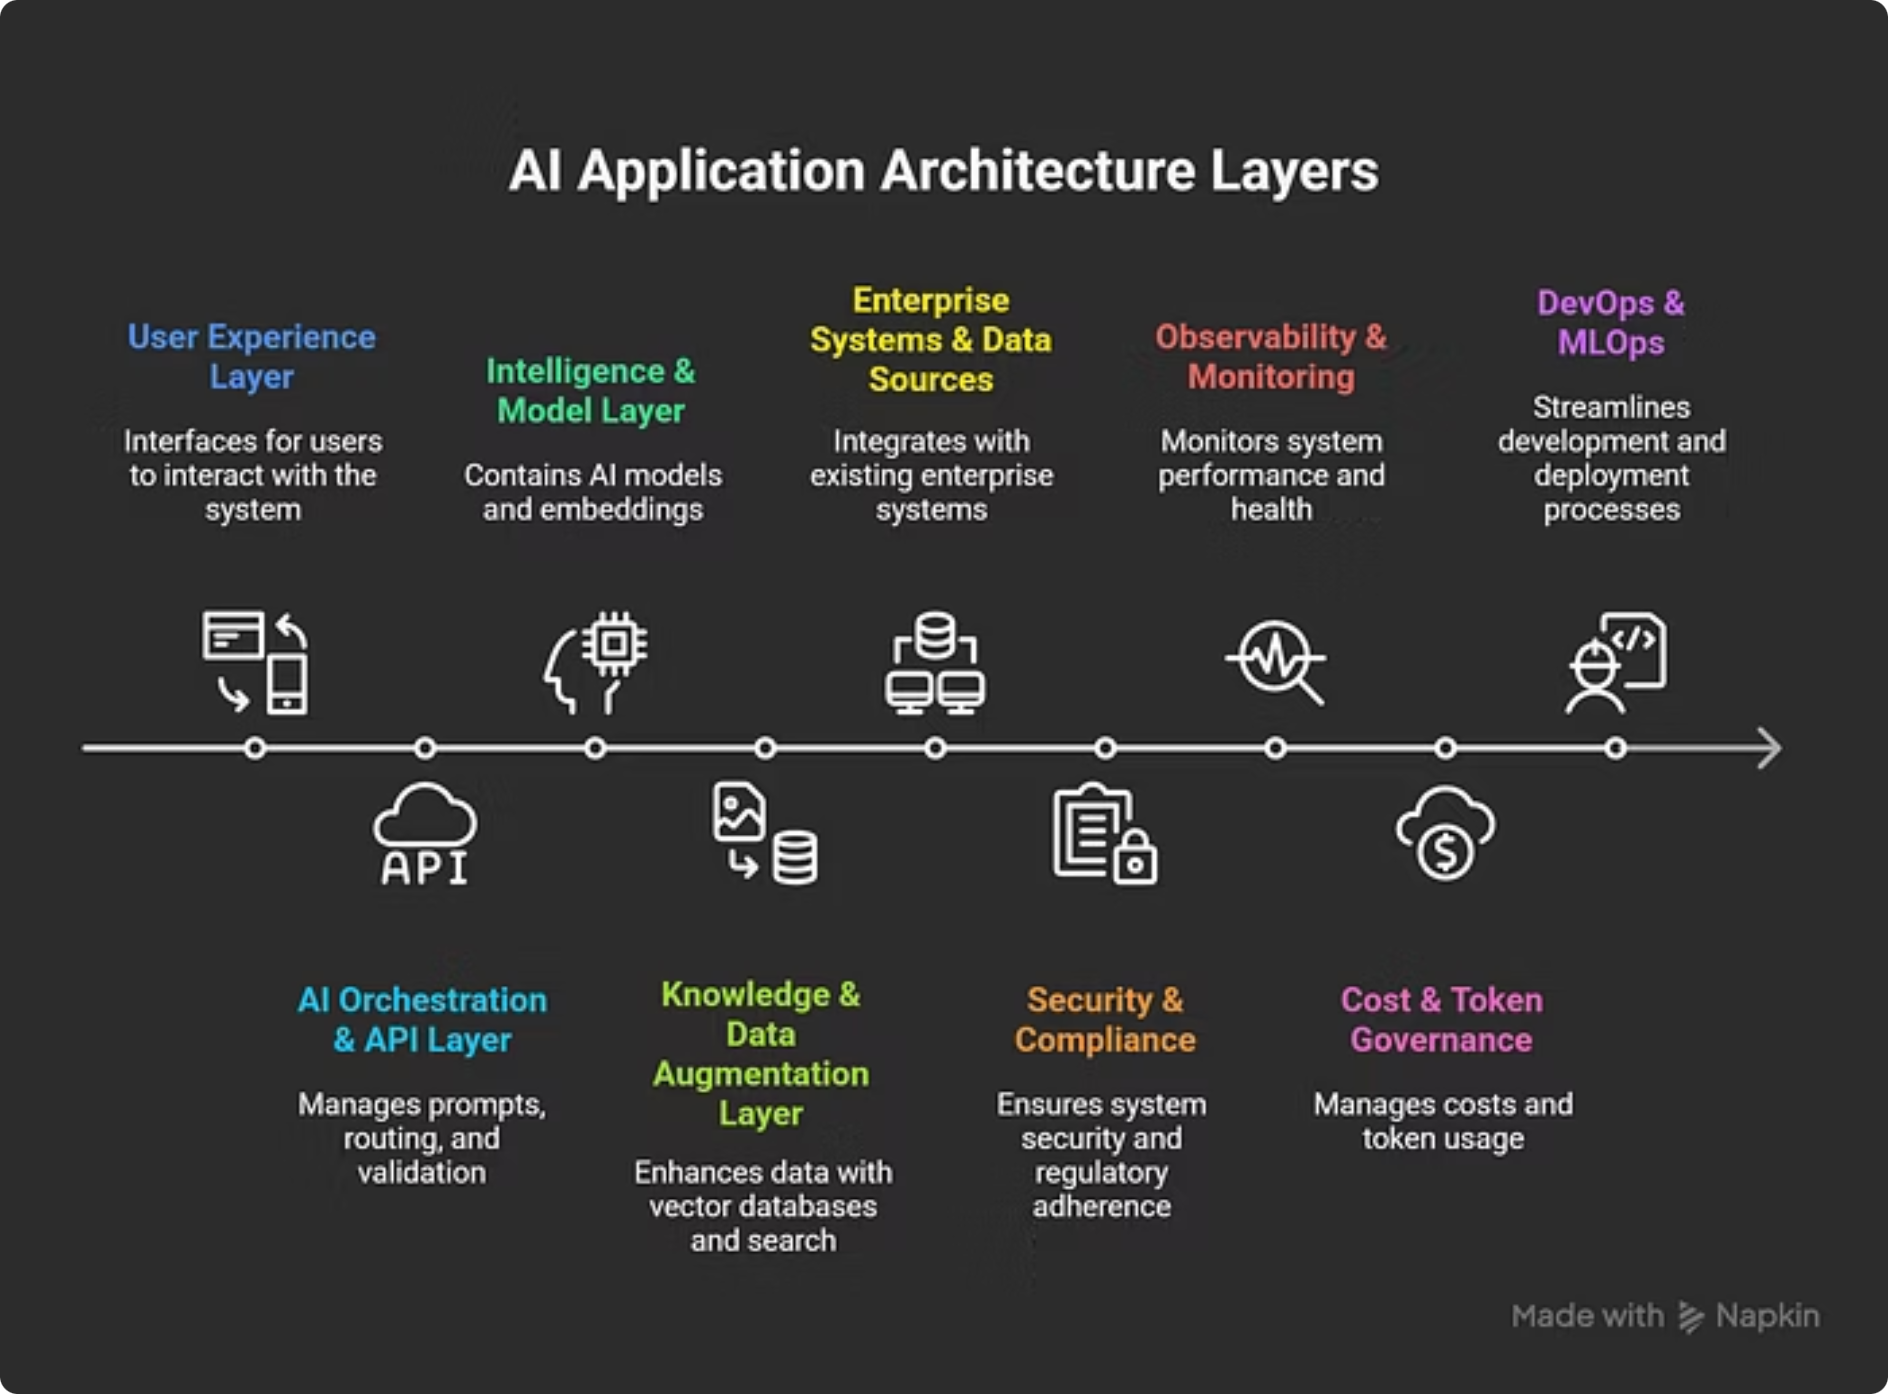 AI Application Architecture Layers
User Experience
Layer
Interfaces for users
to interact with the
system
Intelligence &
Model Layer
Contains AI models
and embeddings
Enterprise
Systems & Data
Sources
Integrates with
existing enterprise
systems
Observability &
Monitoring
Monitors system
performance and
health
DevOps &
MLOps
Streamlines
development and
deployment
processes
</>
API
$
AI Orchestration
& API Layer
Manages prompts,
routing, and
validation
Knowledge &
Data
Augmentation
Layer
Enhances data with
vector databases
and search
Security &
Compliance
Ensures system
security and
regulatory
adherence
Cost & Token
Governance
Manages costs and
token usage
Made with Napkin